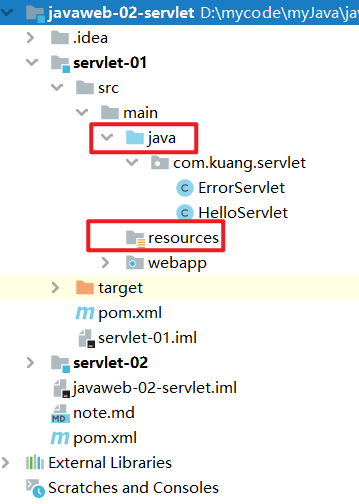 javaweb-02-servlet D:\mycode\myJava\jav
.idea
servlet-01
src
main
java
com.kuang.servlet
ErrorServlet
HelloServlet
resources
webapp
target
pom.xml
servlet-01.iml
servlet-02
javaweb-02-servlet.iml
note.md
pom.xml
External Libraries
Scratches and Consoles